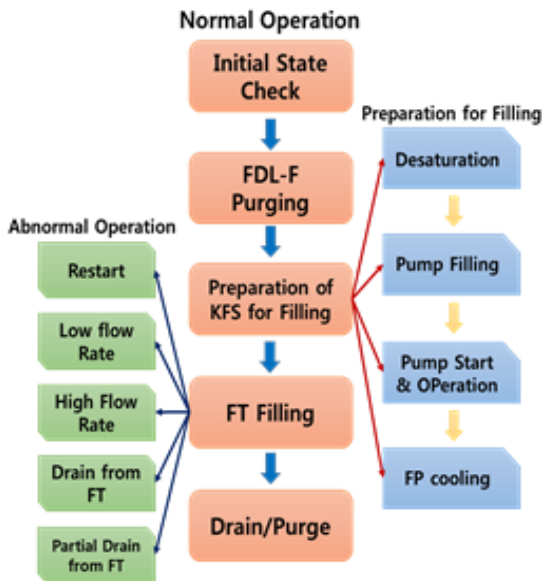 Normal Operation
Initial State
Check
FDL-F
Purging
Preparation of
KFS for Filling
FT Filling
Drain/Purge
Preparation for Filling
Desaturation
Pump Filling
Pump Start
& OPeration
FP cooling
Abnormal Operation
Restart
Low flow
Rate
High Flow
Rate
Drain from
FT
Partial Drain
from FT